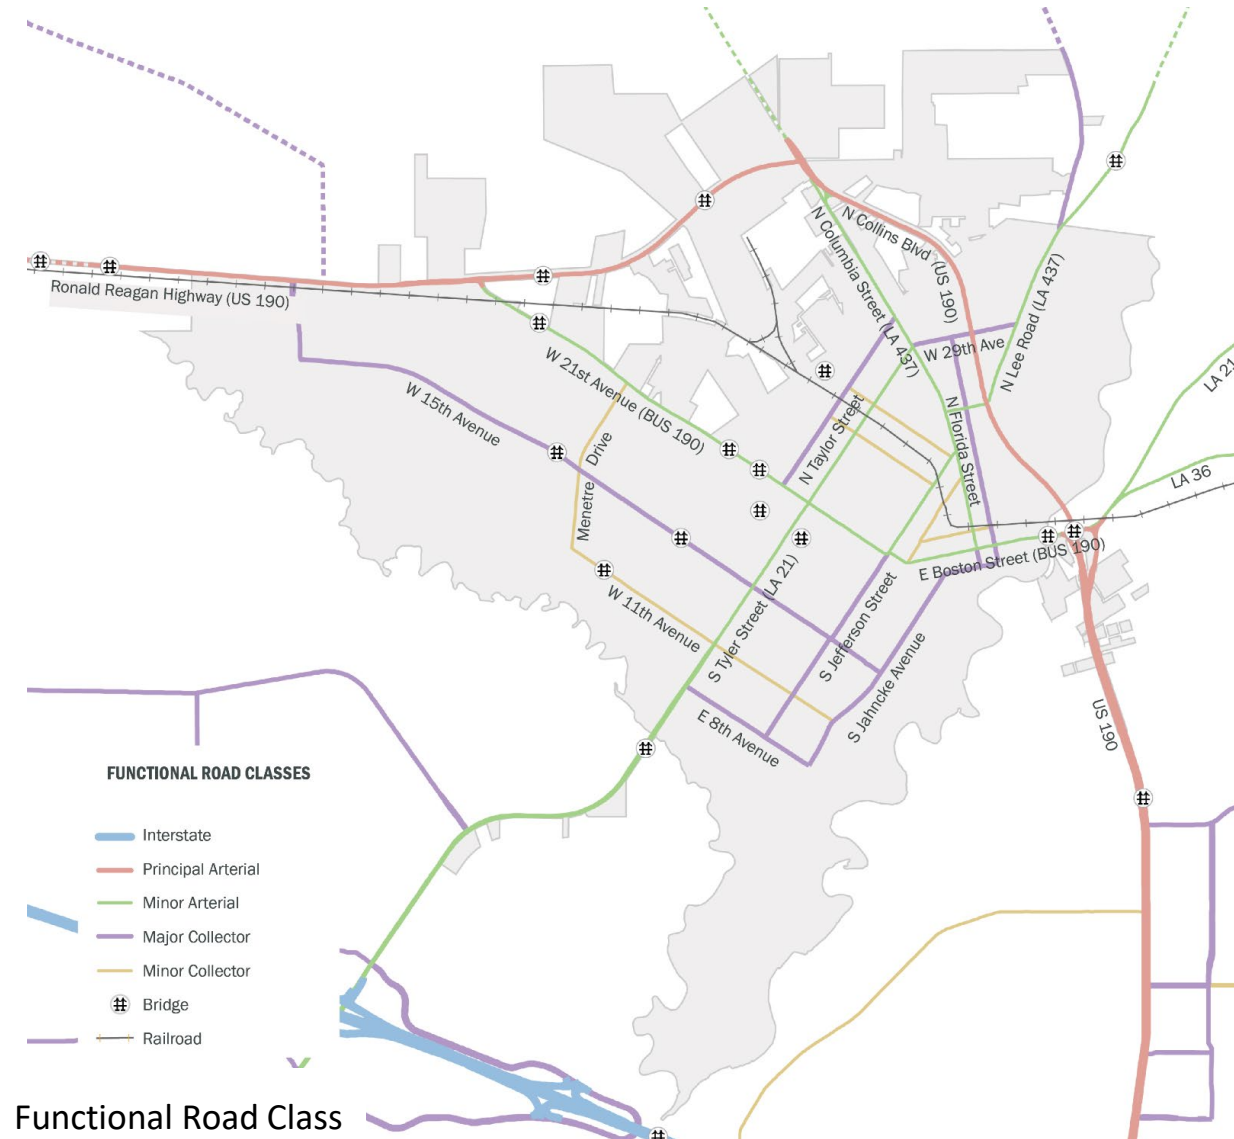 N Collins Blvd (US 190)
N Columbia Street (LA 437)
Ronald Reagan Highway (US 190)
N Lee Road (LA 437)
W 29th Ave
W 21st Avenue (BUS 190)
LA 21
W 15th Avenue
N Taylor Street
N Florida Street
Menetre Drive
LA 36
E Boston Street (BUS 190)
W 11th Avenue
S Tyler Street (LA 21)
S Jefferson Street
S Jahncke Avenue
E 8th Avenue
US 190
FUNCTIONAL ROAD CLASSES
Interstate
Principal Arterial
Minor Arterial
Major Collector
Minor Collector
Bridge
Railroad
Functional Road Class